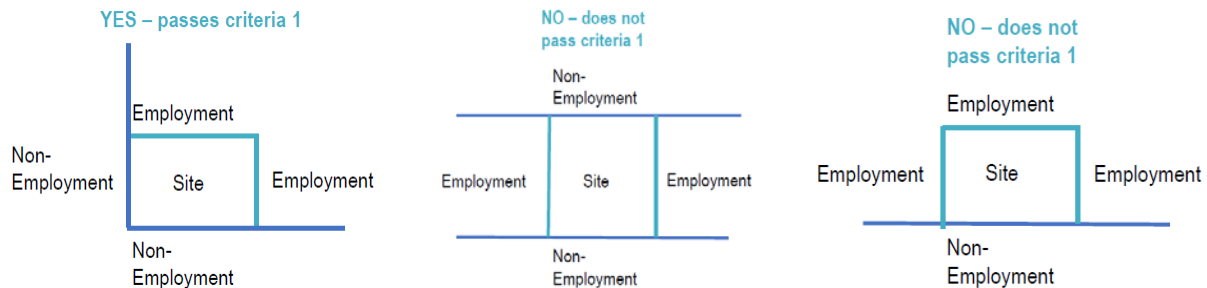 YES – passes criteria 1
Employment
Non-
Employment
Site
Employment
Non-
Employment
NO – does not
pass criteria 1
Non-
Employment
Employment
Site
Employment
Non-
Employment
NO – does not
pass criteria 1
Employment
Employment
Site
Employment
Non-
Employment